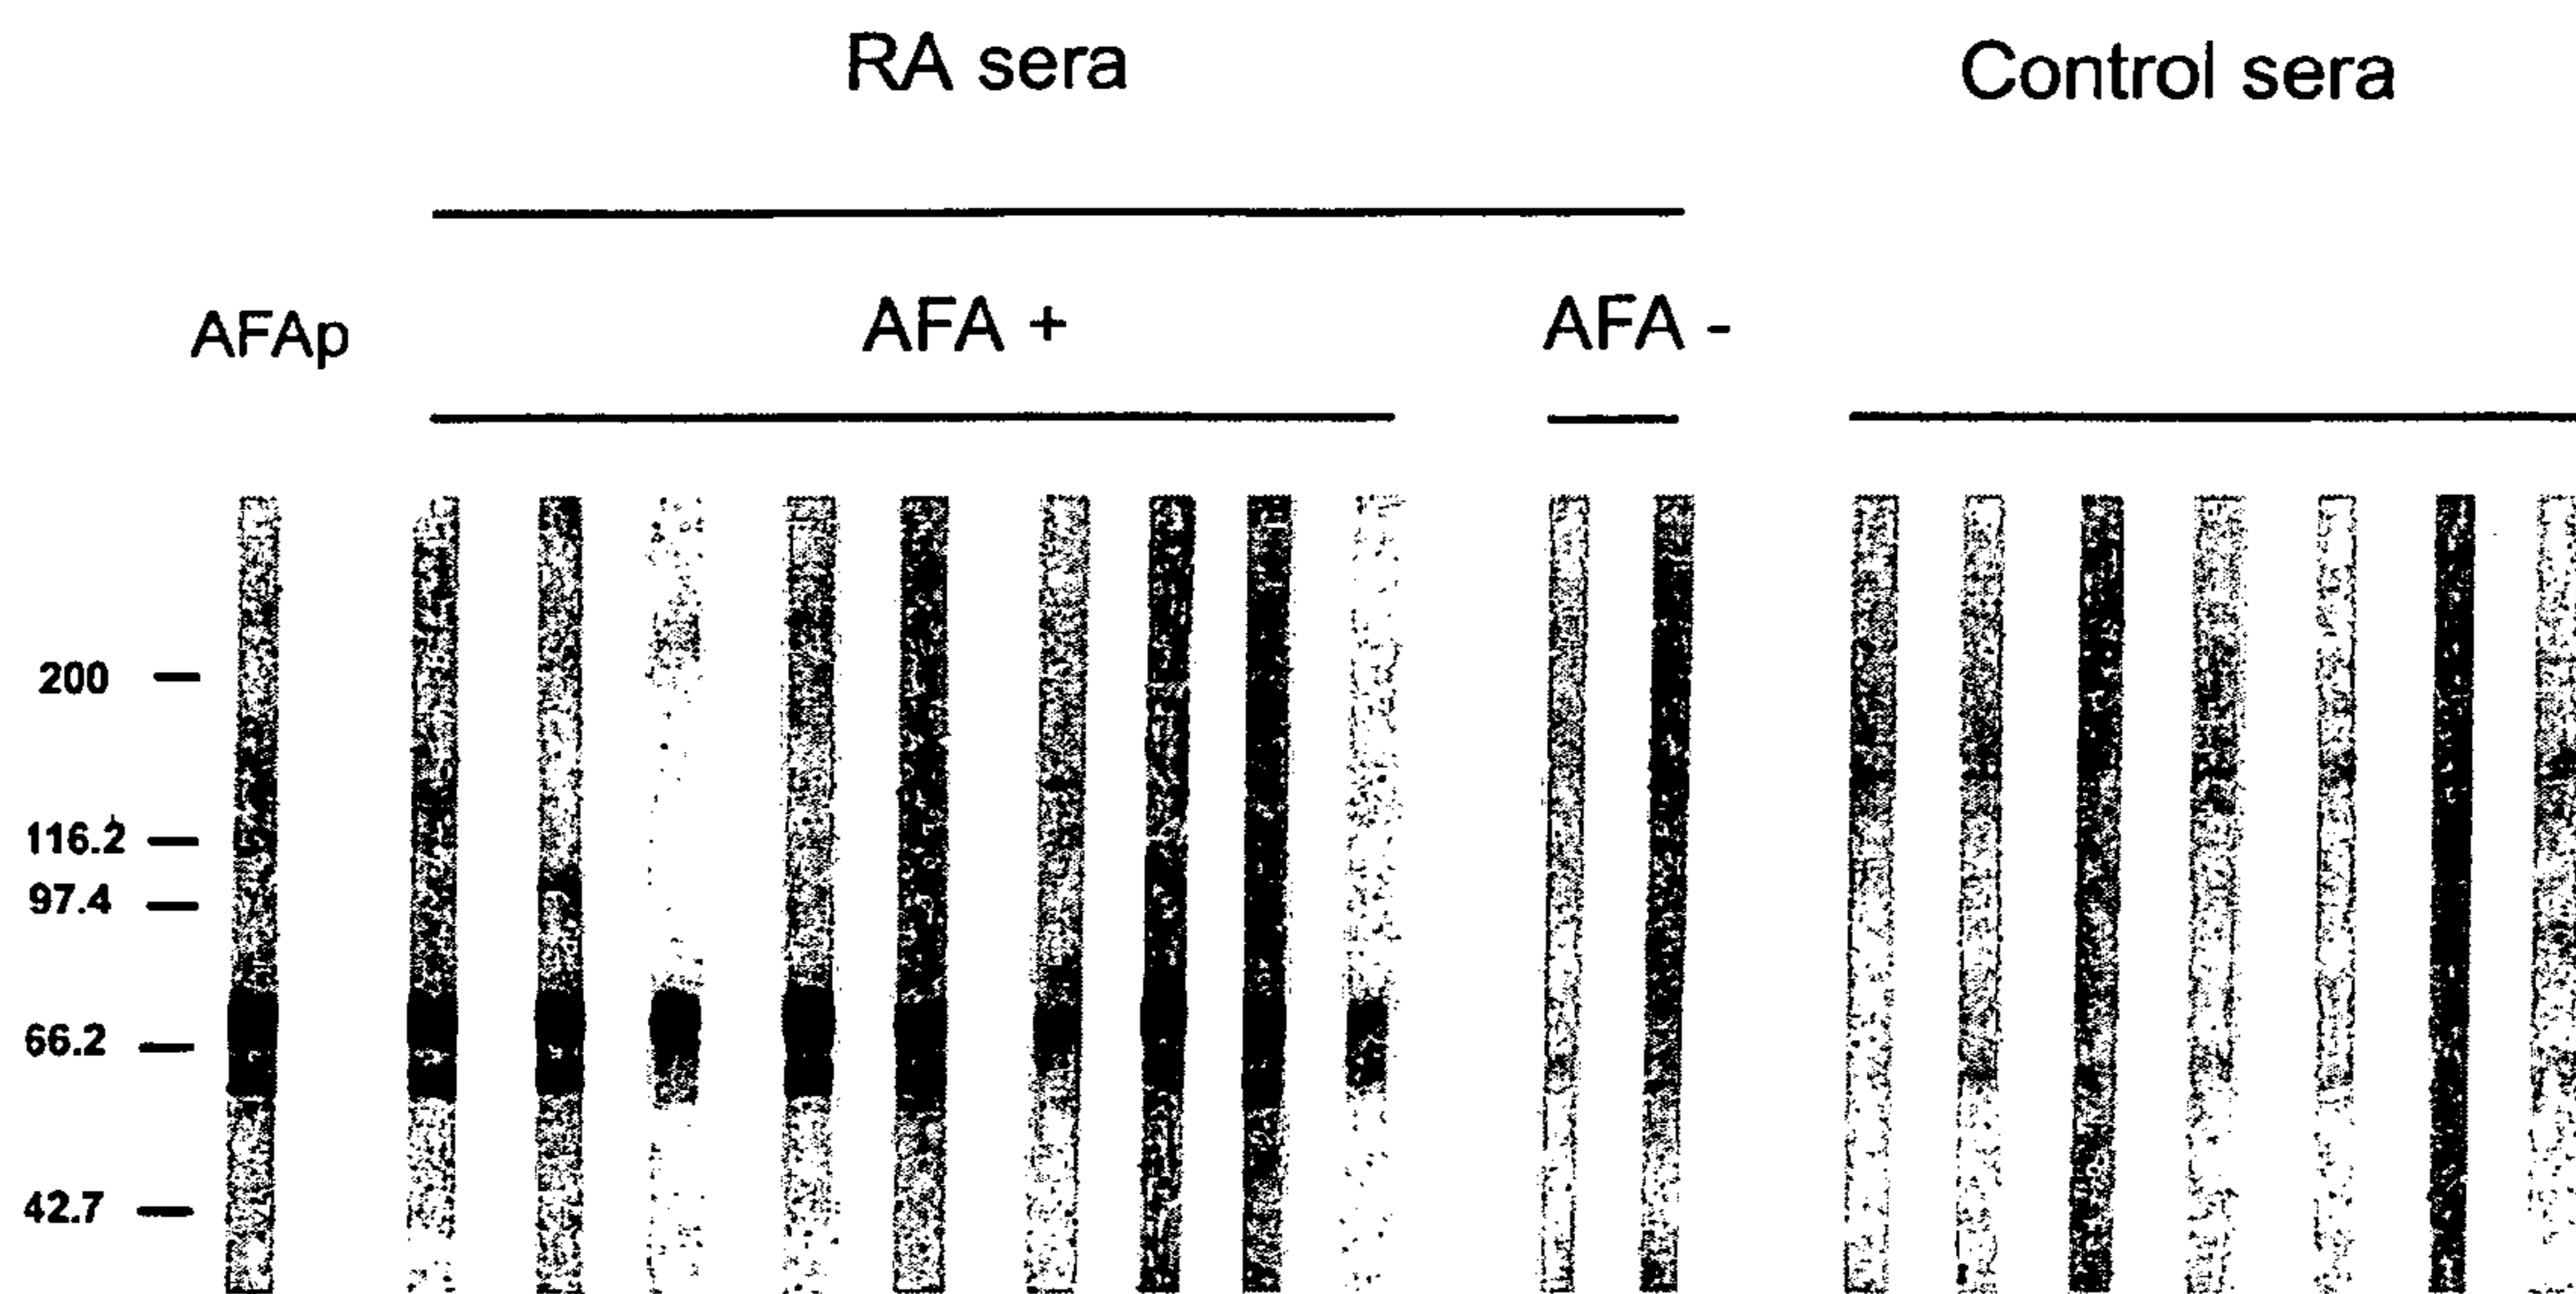 RA sera
Control sera
AFAp
AFA +
AFA -
200
116.2
97.4
66.2
42.7